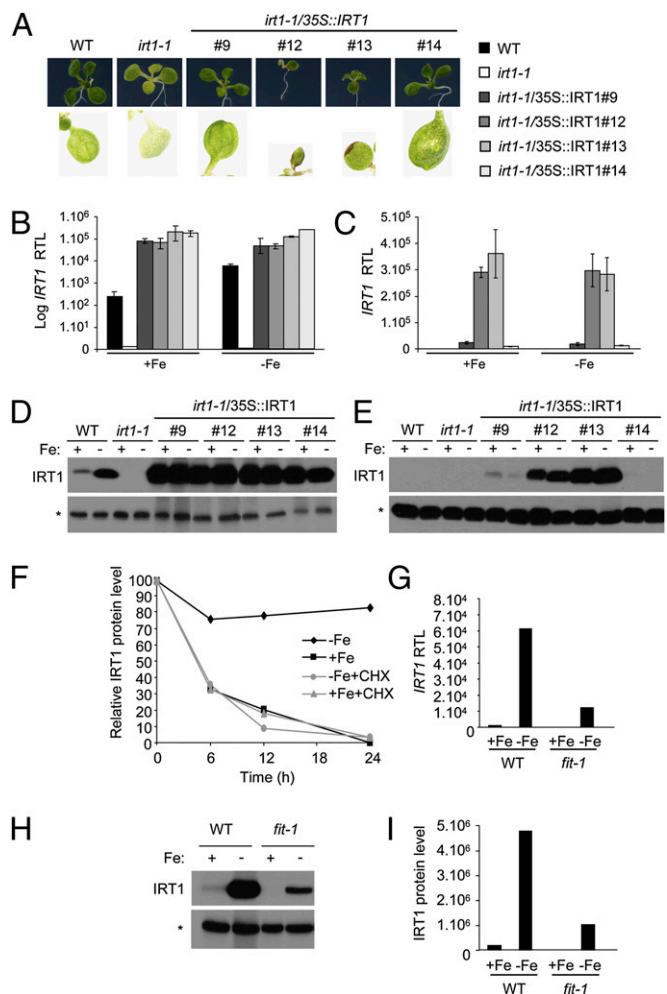 A
irt1-1/35S::IRT1
WT irt1-1 #9 #12 #13 #14
WT
irt1-1
irt1-1/35S::IRT1#9
irt1-1/35S::IRT1#12
irt1-1/35S::IRT1#13
irt1-1/35S::IRT1#14
B
Log IRT1 RTL
1.10⁶
1.10⁵
1.10⁴
1.10²
1.10¹
0
+Fe -Fe
C
IRT1 RTL
5.10⁵
3.10⁵
2.10⁵
1.10⁵
0
+Fe -Fe
D
irt1-1/35S::IRT1
WT irt1-1 #9 #12 #13 #14
Fe: + - + - + - + - + - + -
IRT1
*
E
irt1-1/35S::IRT1
WT irt1-1 #9 #12 #13 #14
Fe: + - + - + - + - + - + -
IRT1
*
F
Relative IRT1 protein level
100
90
80
70
60
50
40
30
20
10
0
0 6 12 18 24
Time (h)
-Fe
+Fe
-Fe+CHX
+Fe+CHX
G
IRT1 RTL
8.10⁴
7.10⁴
6.10⁴
5.10⁴
4.10⁴
3.10⁴
2.10⁴
1.10⁴
0
+Fe -Fe +Fe -Fe
WT fit-1
H
WT fit-1
Fe: + - + -
IRT1
*
I
IRT1 protein level
5.10⁶
4.10⁶
3.10⁶
2.10⁶
1.10⁶
0
+Fe -Fe +Fe -Fe
WT fit-1